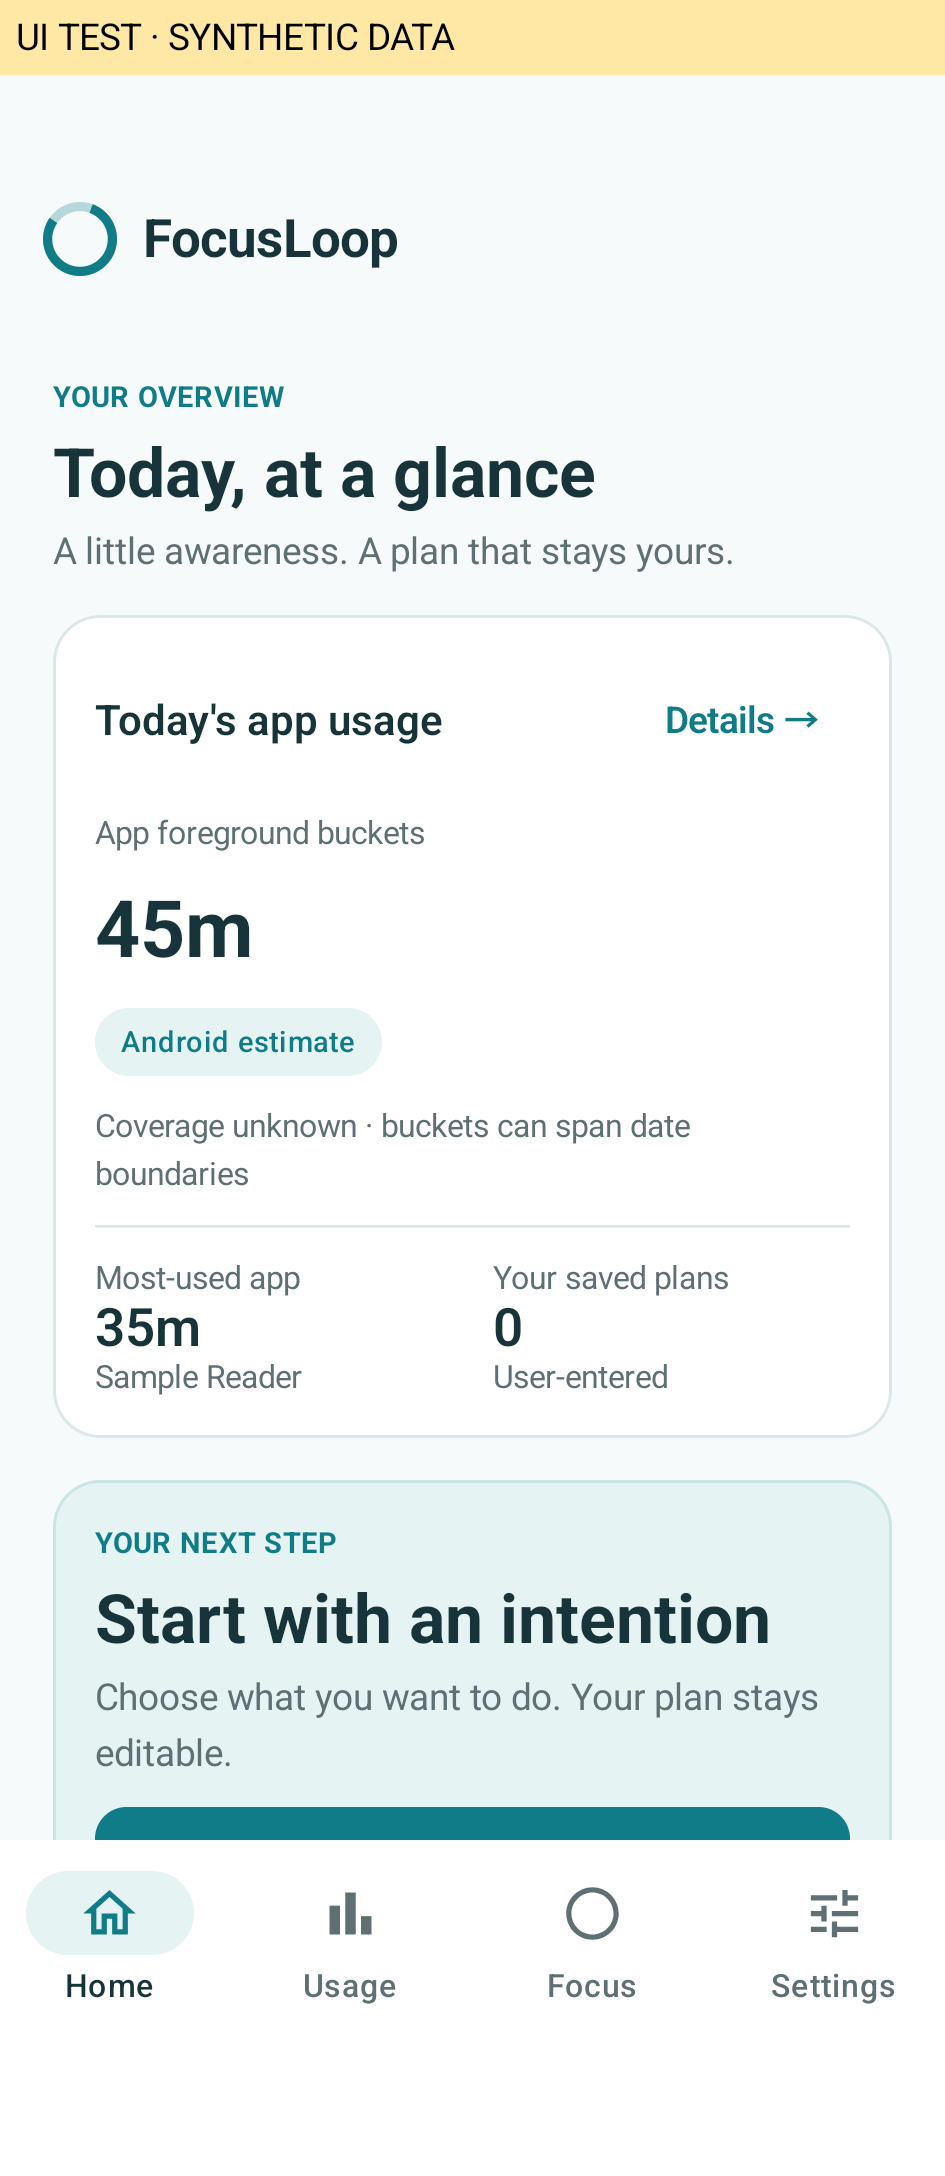 UI TEST · SYNTHETIC DATA
FocusLoop
YOUR OVERVIEW
Today, at a glance
A little awareness. A plan that stays yours.
Today's app usage
Details →
App foreground buckets
45m
Android estimate
Coverage unknown · buckets can span date
boundaries
Most-used app
35m
Sample Reader
Your saved plans
0
User-entered
YOUR NEXT STEP
Start with an intention
Choose what you want to do. Your plan stays
editable.
Home
Usage
Focus
Settings